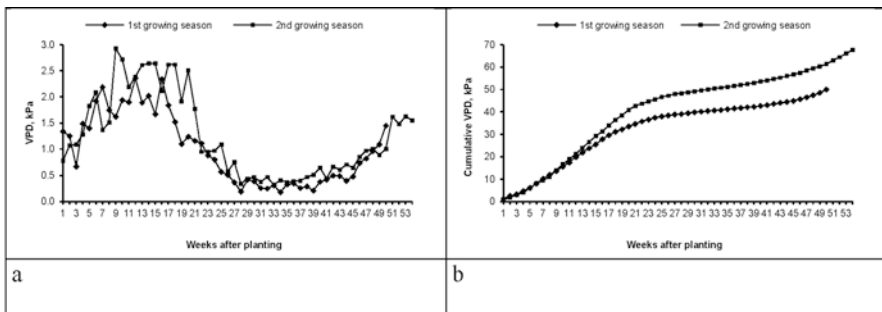 1st growing season 2nd growing season
3.0
2.5
2.0
1.5
1.0
0.5
0.0
VPD, kPa
1 3 5 7 9 11 13 15 17 19 21 23 25 27 29 31 33 35 37 39 41 43 45 47 49 51 53
Weeks after planting
a
1st growing season 2nd growing season
70
60
50
40
30
20
10
0
Cumulative VPD, kPa
1 3 5 7 9 11 13 15 17 19 21 23 25 27 29 31 33 35 37 39 41 43 45 47 49 51 53
Weeks after planting
b